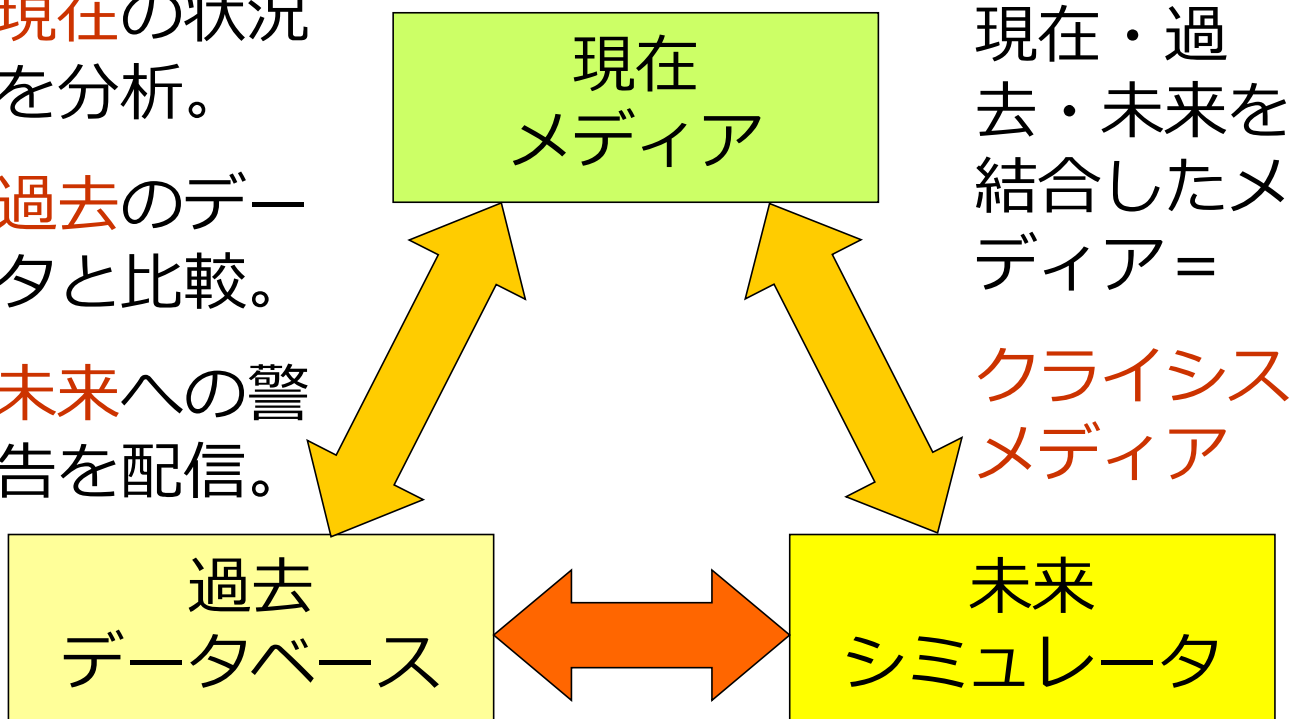 現在の状況
を分析。
過去のデー
タと比較。
未来への警
告を配信。
現在
メディア
現在・過
去・未来を
結合したメ
ディア＝
クライシス
メディア
過去
データベース
未来
シミュレータ